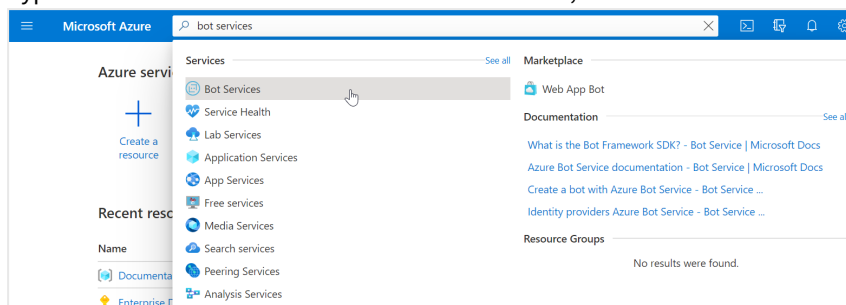 Microsoft Azure
bot services
Azure servi
Create a
resource
Recent reso
Name
Documenta
Enterprise D
Services
See all
Bot Services
Service Health
Lab Services
Application Services
App Services
Free services
Media Services
Search services
Peering Services
Analysis Services
Marketplace
Web App Bot
Documentation
See all
What is the Bot Framework SDK? - Bot Service | Microsoft Docs
Azure Bot Service documentation - Bot Service | Microsoft Docs
Create a bot with Azure Bot Service - Bot Service ...
Identity providers Azure Bot Service - Bot Service ...
Resource Groups
No results were found.